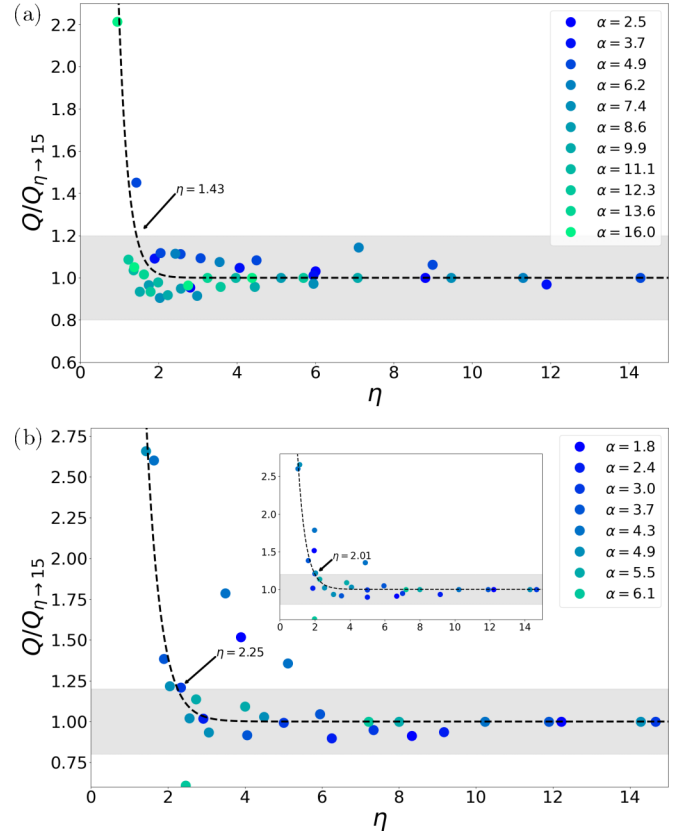 (a)
2.2
2.0
1.8
1.6
1.4
1.2
1.0
0.8
0.6
Q/Q_{η→15}
η = 1.43
α = 2.5
α = 3.7
α = 4.9
α = 6.2
α = 7.4
α = 8.6
α = 9.9
α = 11.1
α = 12.3
α = 13.6
α = 16.0
0 2 4 6 8 10 12 14
η
(b)
2.75
2.50
2.25
2.00
1.75
1.50
1.25
1.00
0.75
Q/Q_{η→15}
η = 2.25
2.5
2.0
1.5
1.0
η = 2.01
0 2 4 6 8 10 12 14
α = 1.8
α = 2.4
α = 3.0
α = 3.7
α = 4.3
α = 4.9
α = 5.5
α = 6.1
0 2 4 6 8 10 12 14
η